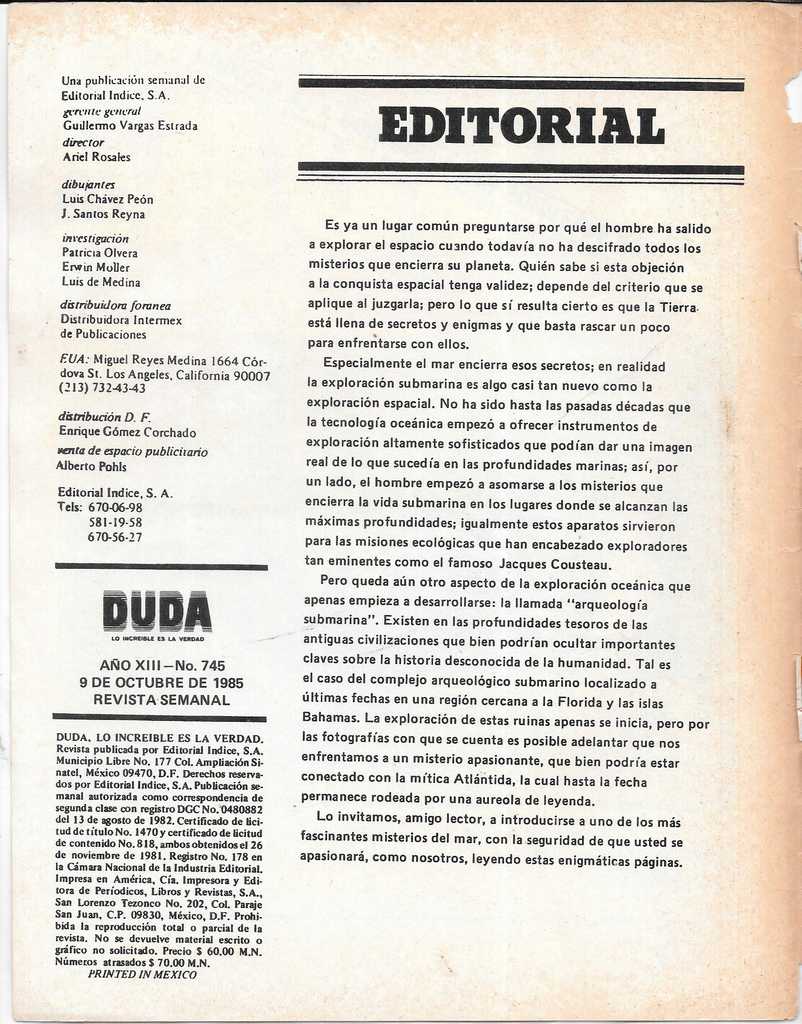 Una publicación semanal de
Editorial Indice, S.A.
gerente general
Guillermo Vargas Estrada
director
Ariel Rosales
dibujantes
Luis Chávez Peón
J. Santos Reyna
investigación
Patricia Olvera
Erwin Moller
Luis de Medina
distribuidora foranea
Distribuidora Intermex
de Publicaciones
EUA: Miguel Reyes Medina 1664 Cór-
dova St. Los Angeles, California 90007
(213) 732-43-43
distribución D. F.
Enrique Gómez Corchado
venta de espacio publicitario
Alberto Pohls
Editorial Indice, S. A.
Tels: 670-06-98
581-19-58
670-56-27
DUDA
LO INCREIBLE ES LA VERDAD
AÑO XIII—No. 745
9 DE OCTUBRE DE 1985
REVISTA SEMANAL
DUDA, LO INCREIBLE ES LA VERDAD.
Revista publicada por Editorial Indice, S.A.
Municipio Libre No. 177 Col. Ampliación Si-
natel, México 09470, D.F. Derechos reserva-
dos por Editorial Indice, S.A. Publicación se-
manal autorizada como correspondencia de
segunda clase con registro DGC No. 0480882
del 13 de agosto de 1982. Certificado de lici-
tud de título No. 1470 y certificado de licitud
de contenido No. 818, ambos obtenidos el 26
de noviembre de 1981. Registro No. 178 en
la Cámara Nacional de la Industria Editorial.
Impresa en América, Cía. Impresora y Edi-
tora de Periodicos, Libros y Revistas, S.A.,
San Lorenzo Tezonco No. 202, Col. Paraje
San Juan, C.P. 09830, México, D.F. Prohi-
bida la reproducción total o parcial de la
revista. No se devuelve material escrito o
gráfico no solicitado. Precio $ 60.00 M.N.
Números atrasados $ 70.00 M.N.
PRINTED IN MEXICO
EDITORIAL
Es ya un lugar común preguntarse por qué el hombre ha salido
a explorar el espacio cuando todavía no ha descifrado todos los
misterios que encierra su planeta. Quién sabe si esta objeción
a la conquista espacial tenga validez; depende del criterio que se
aplique al juzgarla; pero lo que sí resulta cierto es que la Tierra
está llena de secretos y enigmas y que basta rascar un poco
para enfrentarse con ellos.
Especialmente el mar encierra esos secretos; en realidad
la exploración submarina es algo casi tan nuevo como la
exploración espacial. No ha sido hasta las pasadas décadas que
la tecnología oceánica empezó a ofrecer instrumentos de
exploración altamente sofisticados que podían dar una imagen
real de lo que sucedía en las profundidades marinas; así, por
un lado, el hombre empezó a asomarse a los misterios que
encierra la vida submarina en los lugares donde se alcanzan las
máximas profundidades; igualmente estos aparatos sirvieron
para las misiones ecológicas que han encabezado exploradores
tan eminentes como el famoso Jacques Cousteau.
Pero queda aún otro aspecto de la exploración oceánica que
apenas empieza a desarrollarse: la llamada "arqueología
submarina". Existen en las profundidades tesoros de las
antiguas civilizaciones que bien podrían ocultar importantes
claves sobre la historia desconocida de la humanidad. Tal es
el caso del complejo arqueológico submarino localizado a
últimas fechas en una región cercana a la Florida y las islas
Bahamas. La exploración de estas ruinas apenas se inicia, pero por
las fotografías con que se cuenta es posible adelantar que nos
enfrentamos a un misterio apasionante, que bien podría estar
conectado con la mítica Atlántida, la cual hasta la fecha
permanece rodeada por una aureola de leyenda.
Lo invitamos, amigo lector, a introducirse a uno de los más
fascinantes misterios del mar, con la seguridad de que usted se
apasionará, como nosotros, leyendo estas enigmáticas páginas.